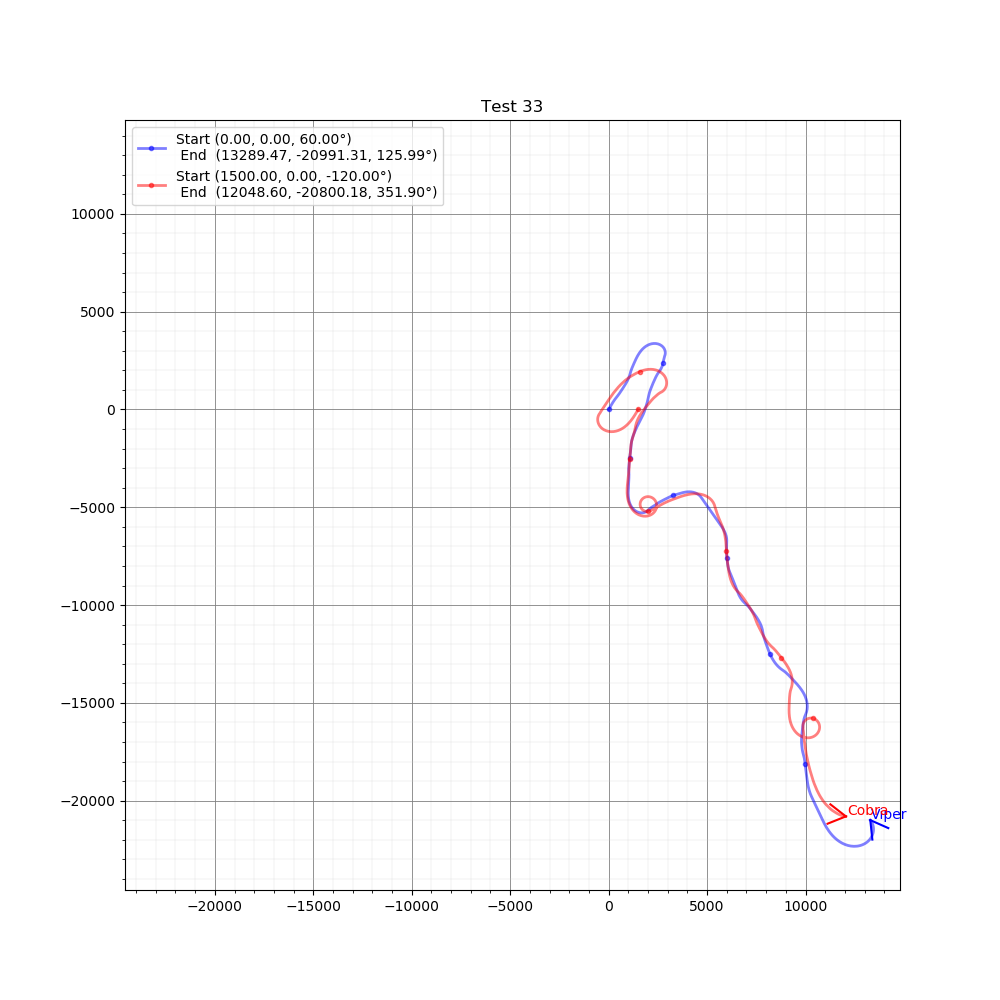 Test 33
Start (0.00, 0.00, 60.00°)
End (13289.47, -20991.31, 125.99°)
Start (1500.00, 0.00, -120.00°)
End (12048.60, -20800.18, 351.90°)
10000
5000
0
−5000
−10000
−15000
−20000
Cobra
Viper
−20000 −15000 −10000 −5000 0 5000 10000